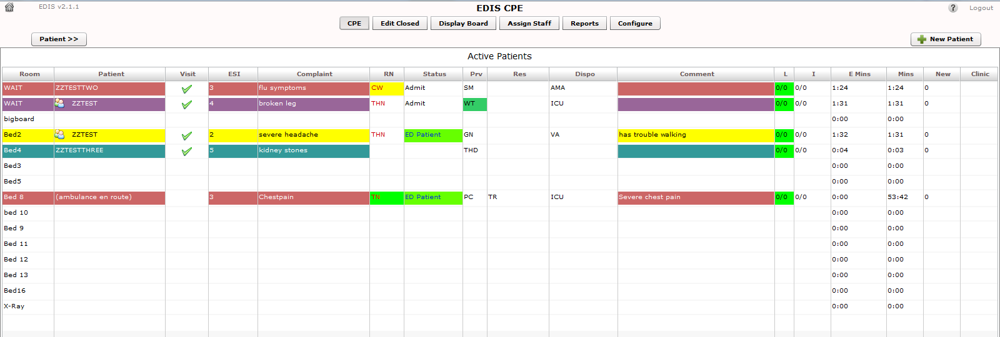 EDIS v2.1.1
EDIS CPE
? Logout
CPE Edit Closed Display Board Assign Staff Reports Configure
Patient >> New Patient
Active Patients
Room Patient Visit ESI Complaint RN Status Prv Res Dispo Comment L I E Mins Mins New Clinic
WAIT ZZTESTTWO 3 flu symptoms CW Admit SM AMA 0/0 0/0 1:24 1:24 0
WAIT ZZTEST 4 broken leg THN Admit WT ICU 0/0 0/0 1:31 1:31 0
bigboard 0:00 0:00
Bed2 ZZTEST 2 severe headache THN ED Patient GN VA has trouble walking 0/0 0/0 1:32 1:31 0
Bed4 ZZTESTTHREE 5 kidney stones THD 0/0 0/0 0:04 0:03 0
Bed3 0:00 0:00
Bed5 0:00 0:00
Bed 8 (ambulance en route) 3 Chestpain TN ED Patient PC TR ICU Severe chest pain 0/0 0/0 0:00 53:42 0
bed 10 0:00 0:00
Bed 9 0:00 0:00
Bed 11 0:00 0:00
Bed 12 0:00 0:00
Bed 13 0:00 0:00
Bed16 0:00 0:00
X-Ray 0:00 0:00